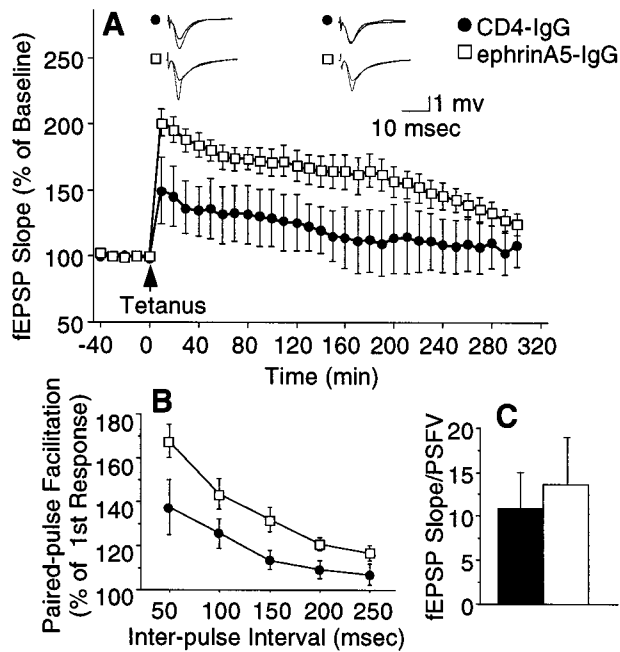 A
CD4-IgG
ephrinA5-IgG
1 mv
10 msec
fEPSP Slope (% of Baseline)
250
200
150
100
50
Tetanus
-40 0 40 80 120 160 200 240 280 320
Time (min)
B
Paired-pulse Facilitation
(% of 1st Response)
180
160
140
120
100
50 100 150 200 250
Inter-pulse Interval (msec)
C
fEPSP Slope/PSFV
20
15
10
5
0